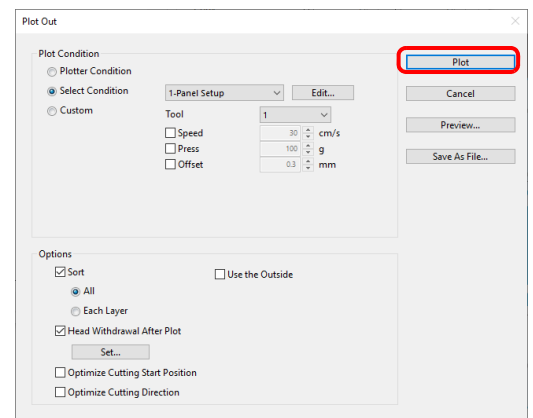 Plot Out
Plot Condition
Plotter Condition
Select Condition
1-Panel Setup
Edit...
Custom
Tool
1
Speed
30
cm/s
Press
100
g
Offset
0.3
mm
Plot
Cancel
Preview...
Save As File...
Options
Sort
Use the Outside
All
Each Layer
Head Withdrawal After Plot
Set...
Optimize Cutting Start Position
Optimize Cutting Direction